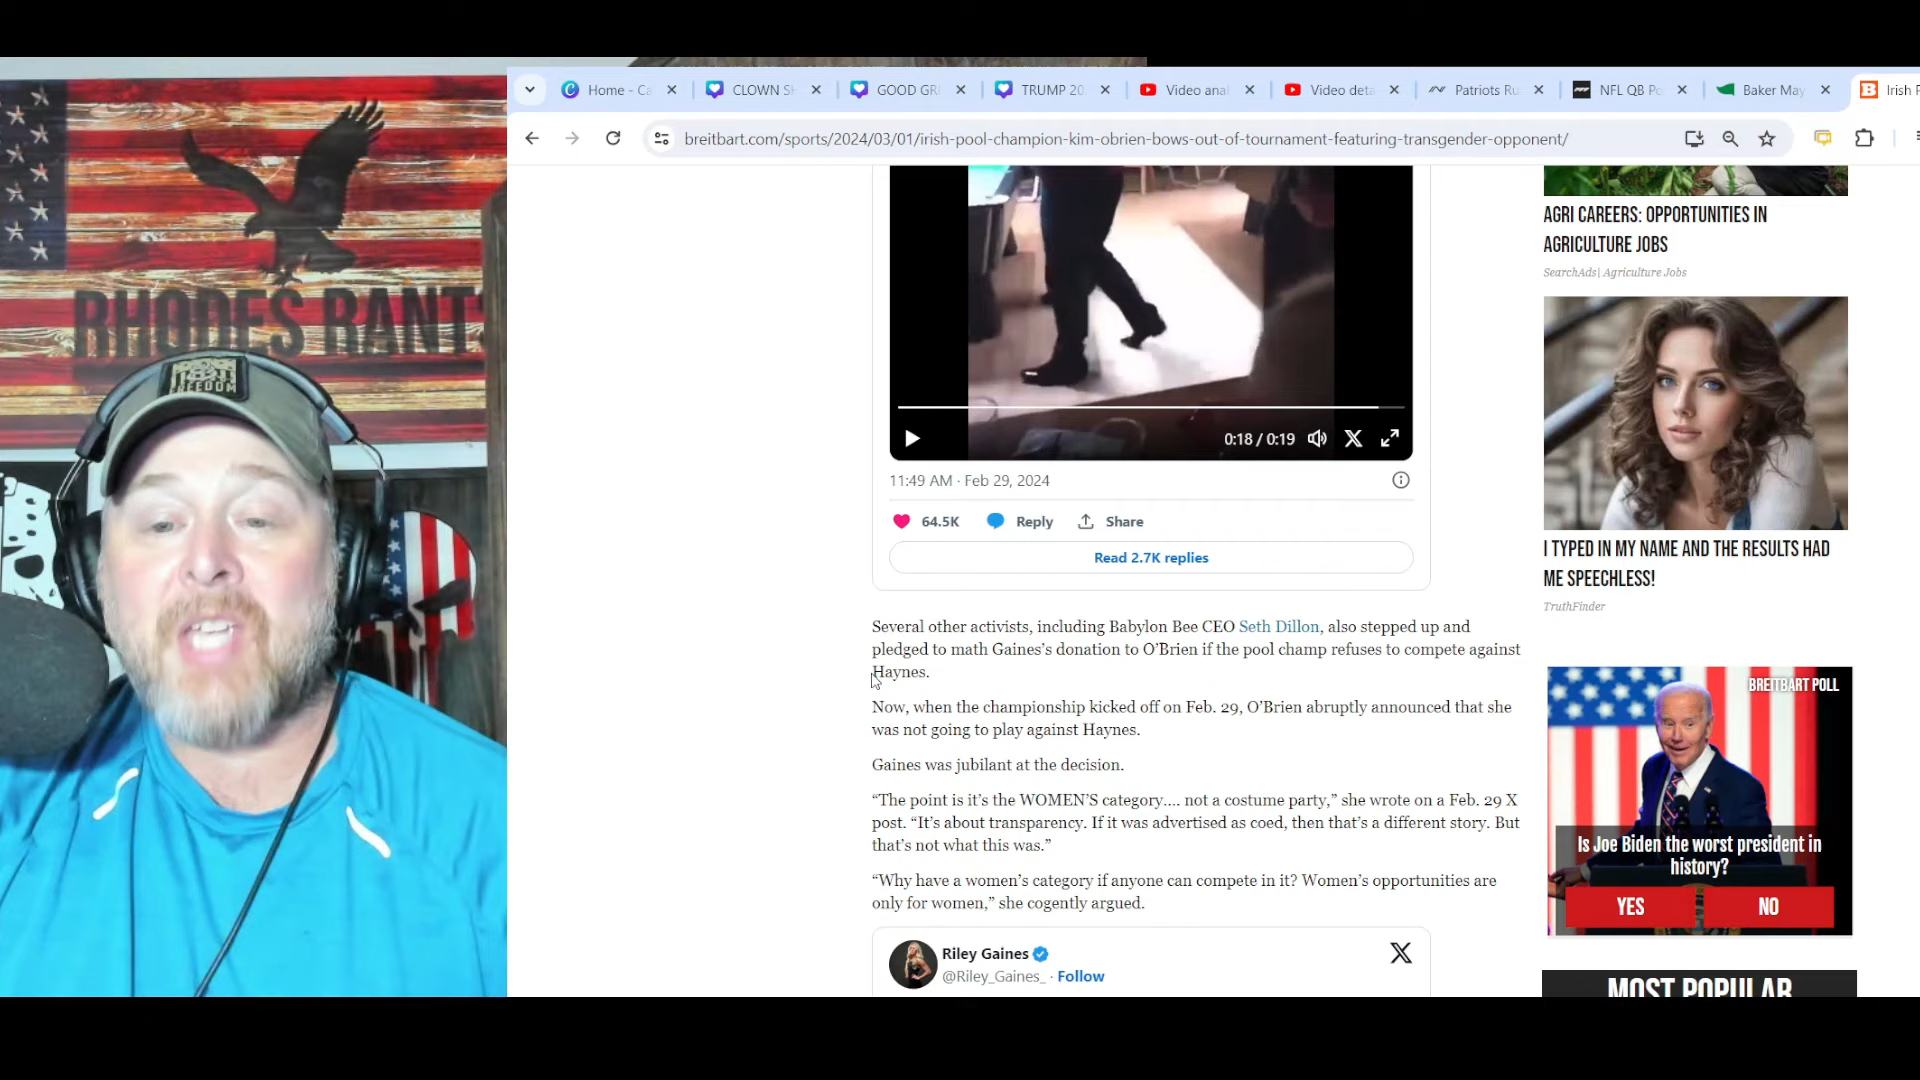 Home - Ca
CLOWN S
GOOD GR
TRUMP 20
Video anal
Video deta
Patriots Ru
NFL QB Po
Baker May
Irish P
breitbart.com/sports/2024/03/01/irish-pool-champion-kim-obrien-bows-out-of-tournament-featuring-transgender-opponent/
RHODES RANTS
FREEDOM
0:18 / 0:19
11:49 AM · Feb 29, 2024
64.5K Reply Share
Read 2.7K replies
Several other activists, including Babylon Bee CEO Seth Dillon, also stepped up and
pledged to math Gaines’s donation to O’Brien if the pool champ refuses to compete against
Haynes.
Now, when the championship kicked off on Feb. 29, O’Brien abruptly announced that she
was not going to play against Haynes.
Gaines was jubilant at the decision.
“The point is it’s the WOMEN’S category.... not a costume party,” she wrote on a Feb. 29 X
post. “It’s about transparency. If it was advertised as coed, then that’s a different story. But
that’s not what this was.”
“Why have a women’s category if anyone can compete in it? Women’s opportunities are
only for women,” she cogently argued.
Riley Gaines
@Riley_Gaines_ · Follow
AGRI CAREERS: OPPORTUNITIES IN
AGRICULTURE JOBS
SearchAds| Agriculture Jobs
I TYPED IN MY NAME AND THE RESULTS HAD
ME SPEECHLESS!
TruthFinder
BREITBART POLL
Is Joe Biden the worst president in
history?
YES NO
MOST POPULAR